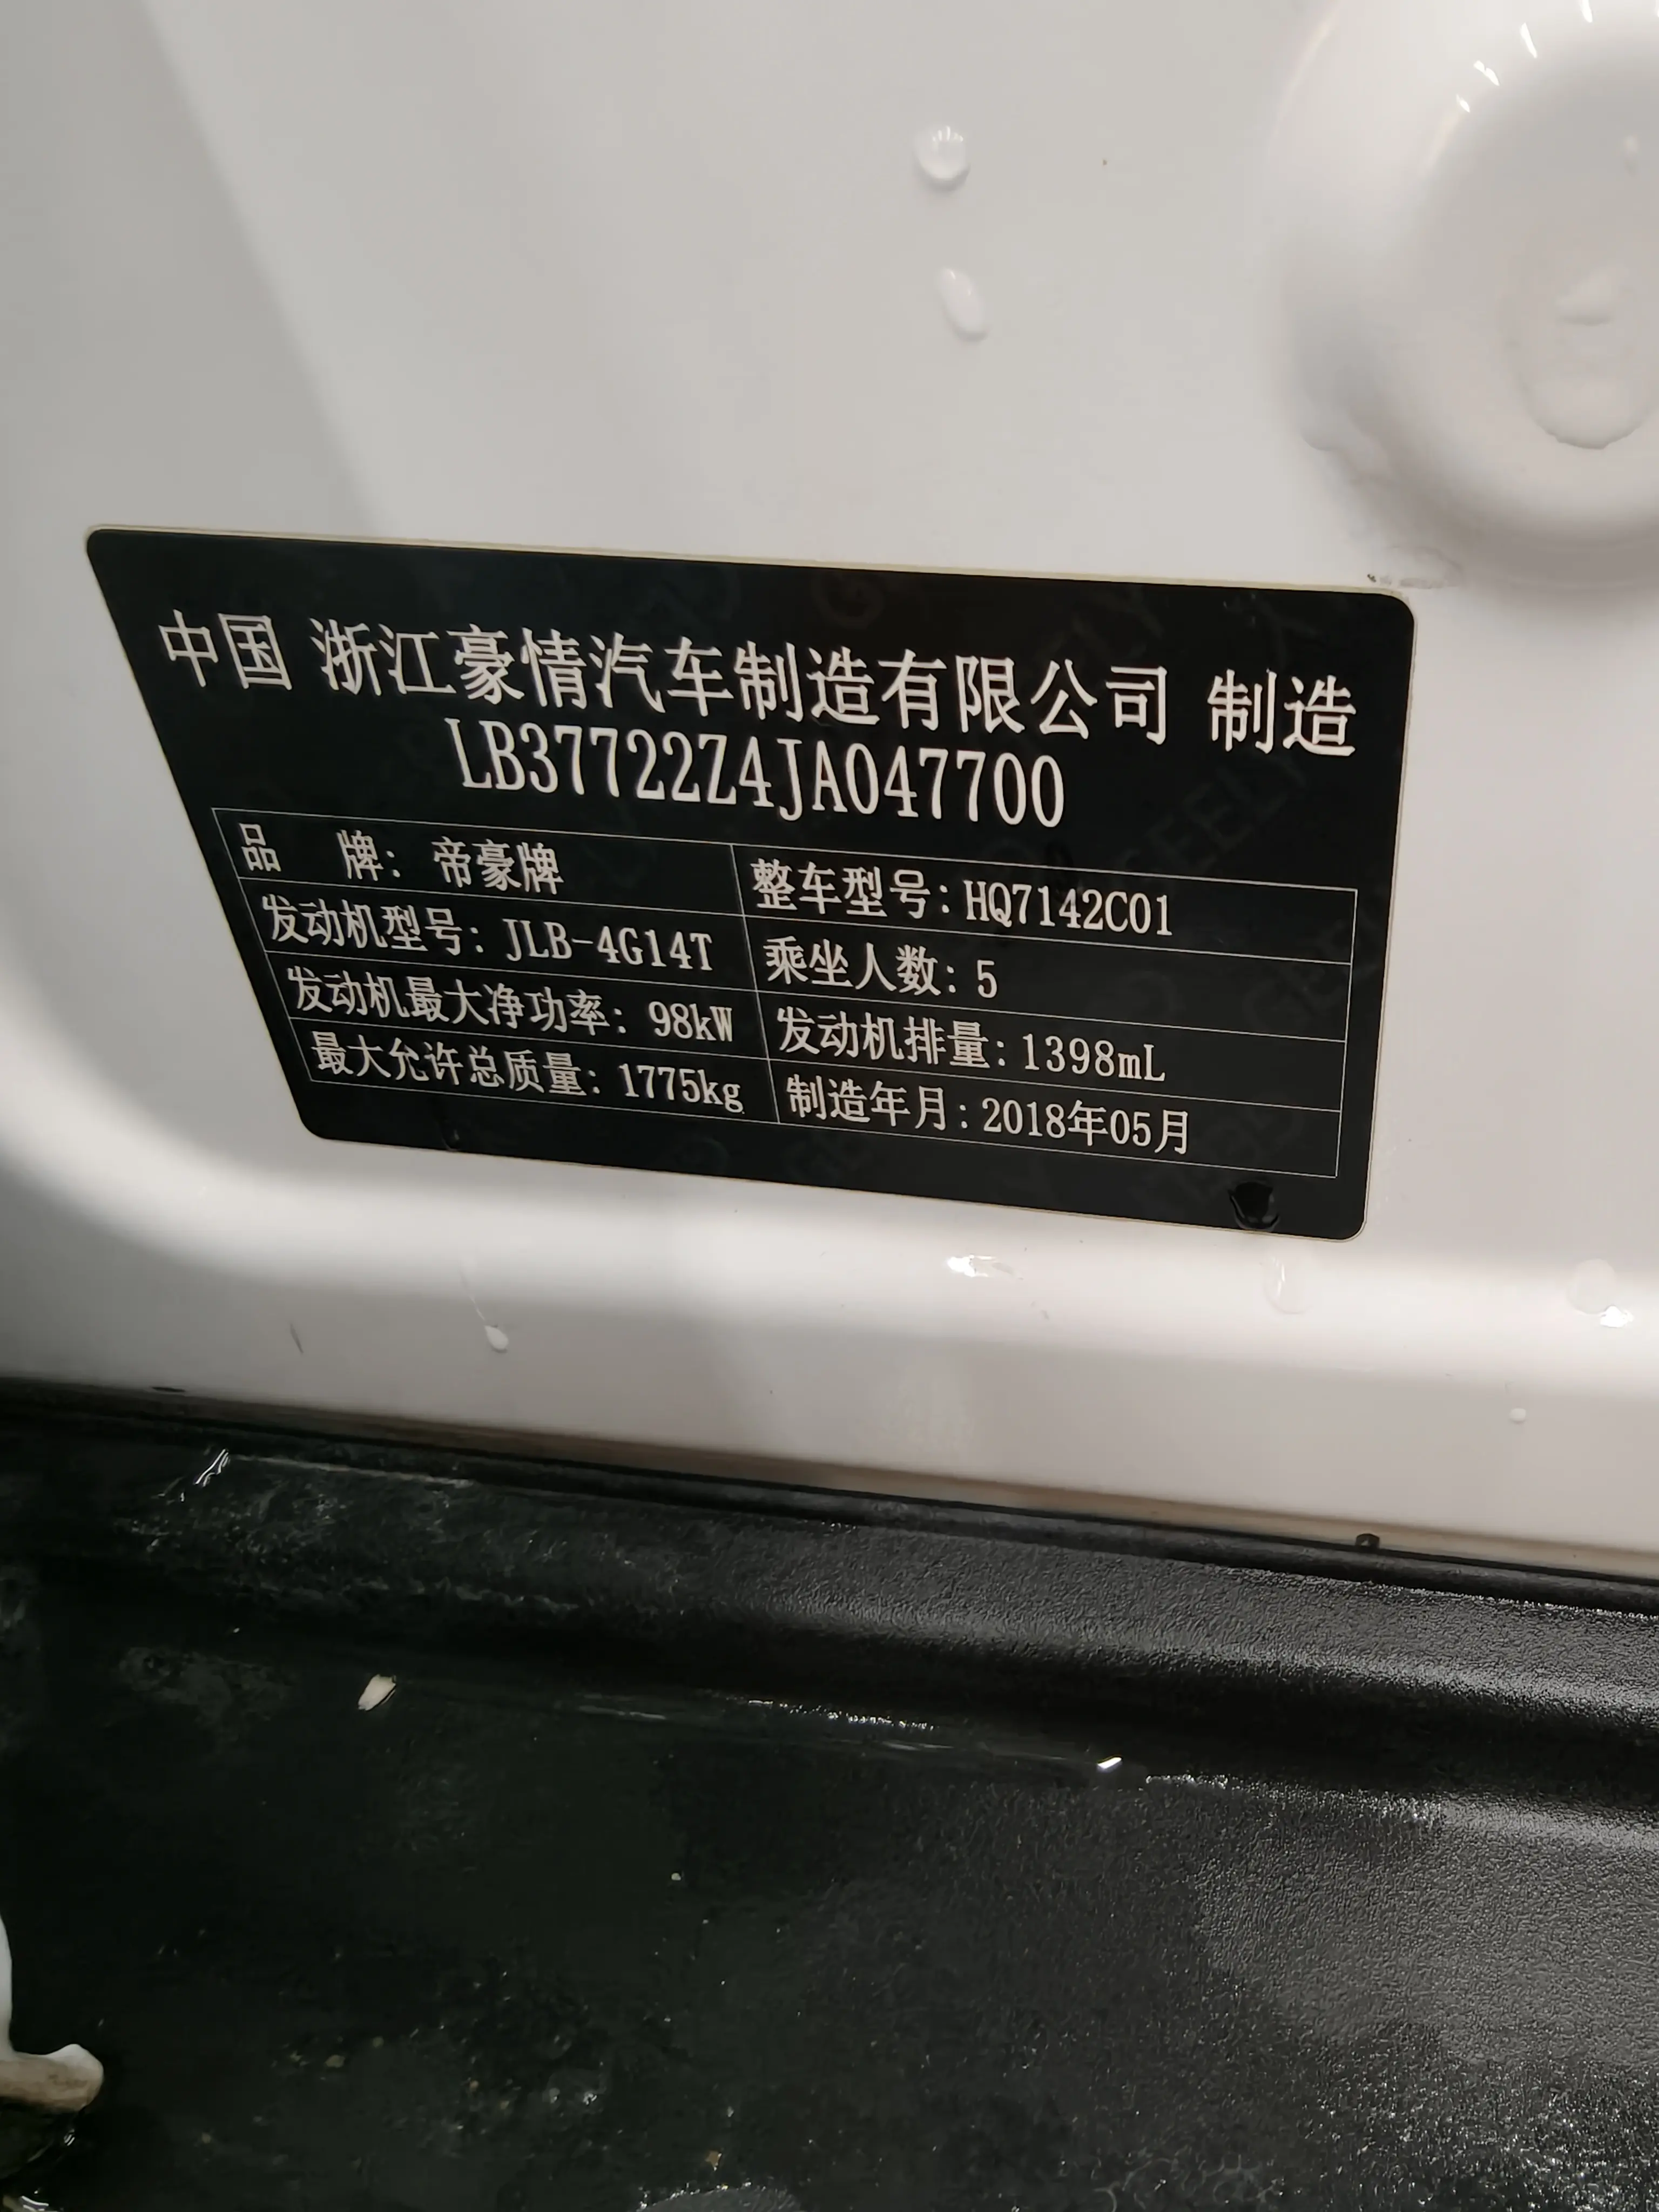 中国 浙江豪情汽车制造有限公司 制造
LB37722Z4JA047700
品 牌：帝豪牌 整车型号：HQ7142C01
发动机型号：JLB-4G14T 乘坐人数：5
发动机最大净功率：98kW 发动机排量：1398mL
最大允许总质量：1775kg 制造年月：2018年05月